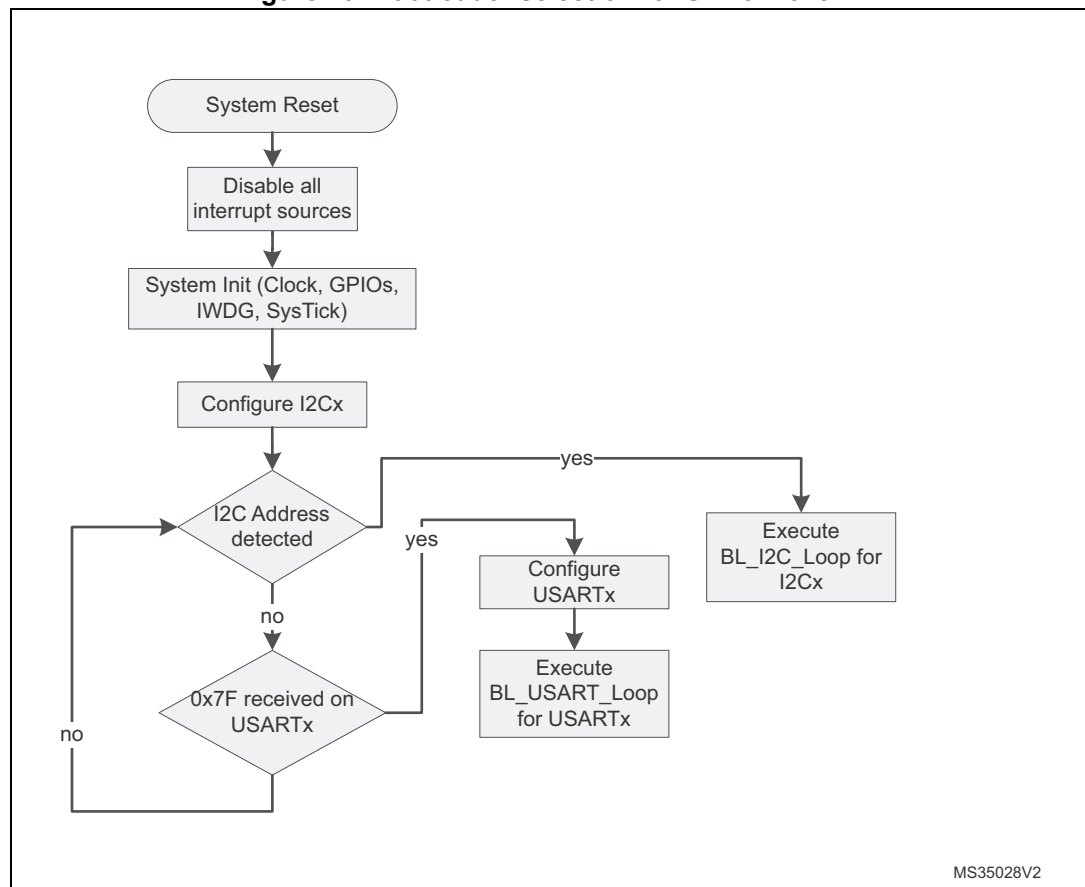 System Reset
Disable all
interrupt sources
System Init (Clock, GPIOs,
IWDG, SysTick)
Configure I2Cx
yes
I2C Address
detected
yes
Execute
BL_I2C_Loop for
I2Cx
Configure
USARTx
no
0x7F received on
USARTx
Execute
BL_USART_Loop
for USARTx
no
MS35028V2